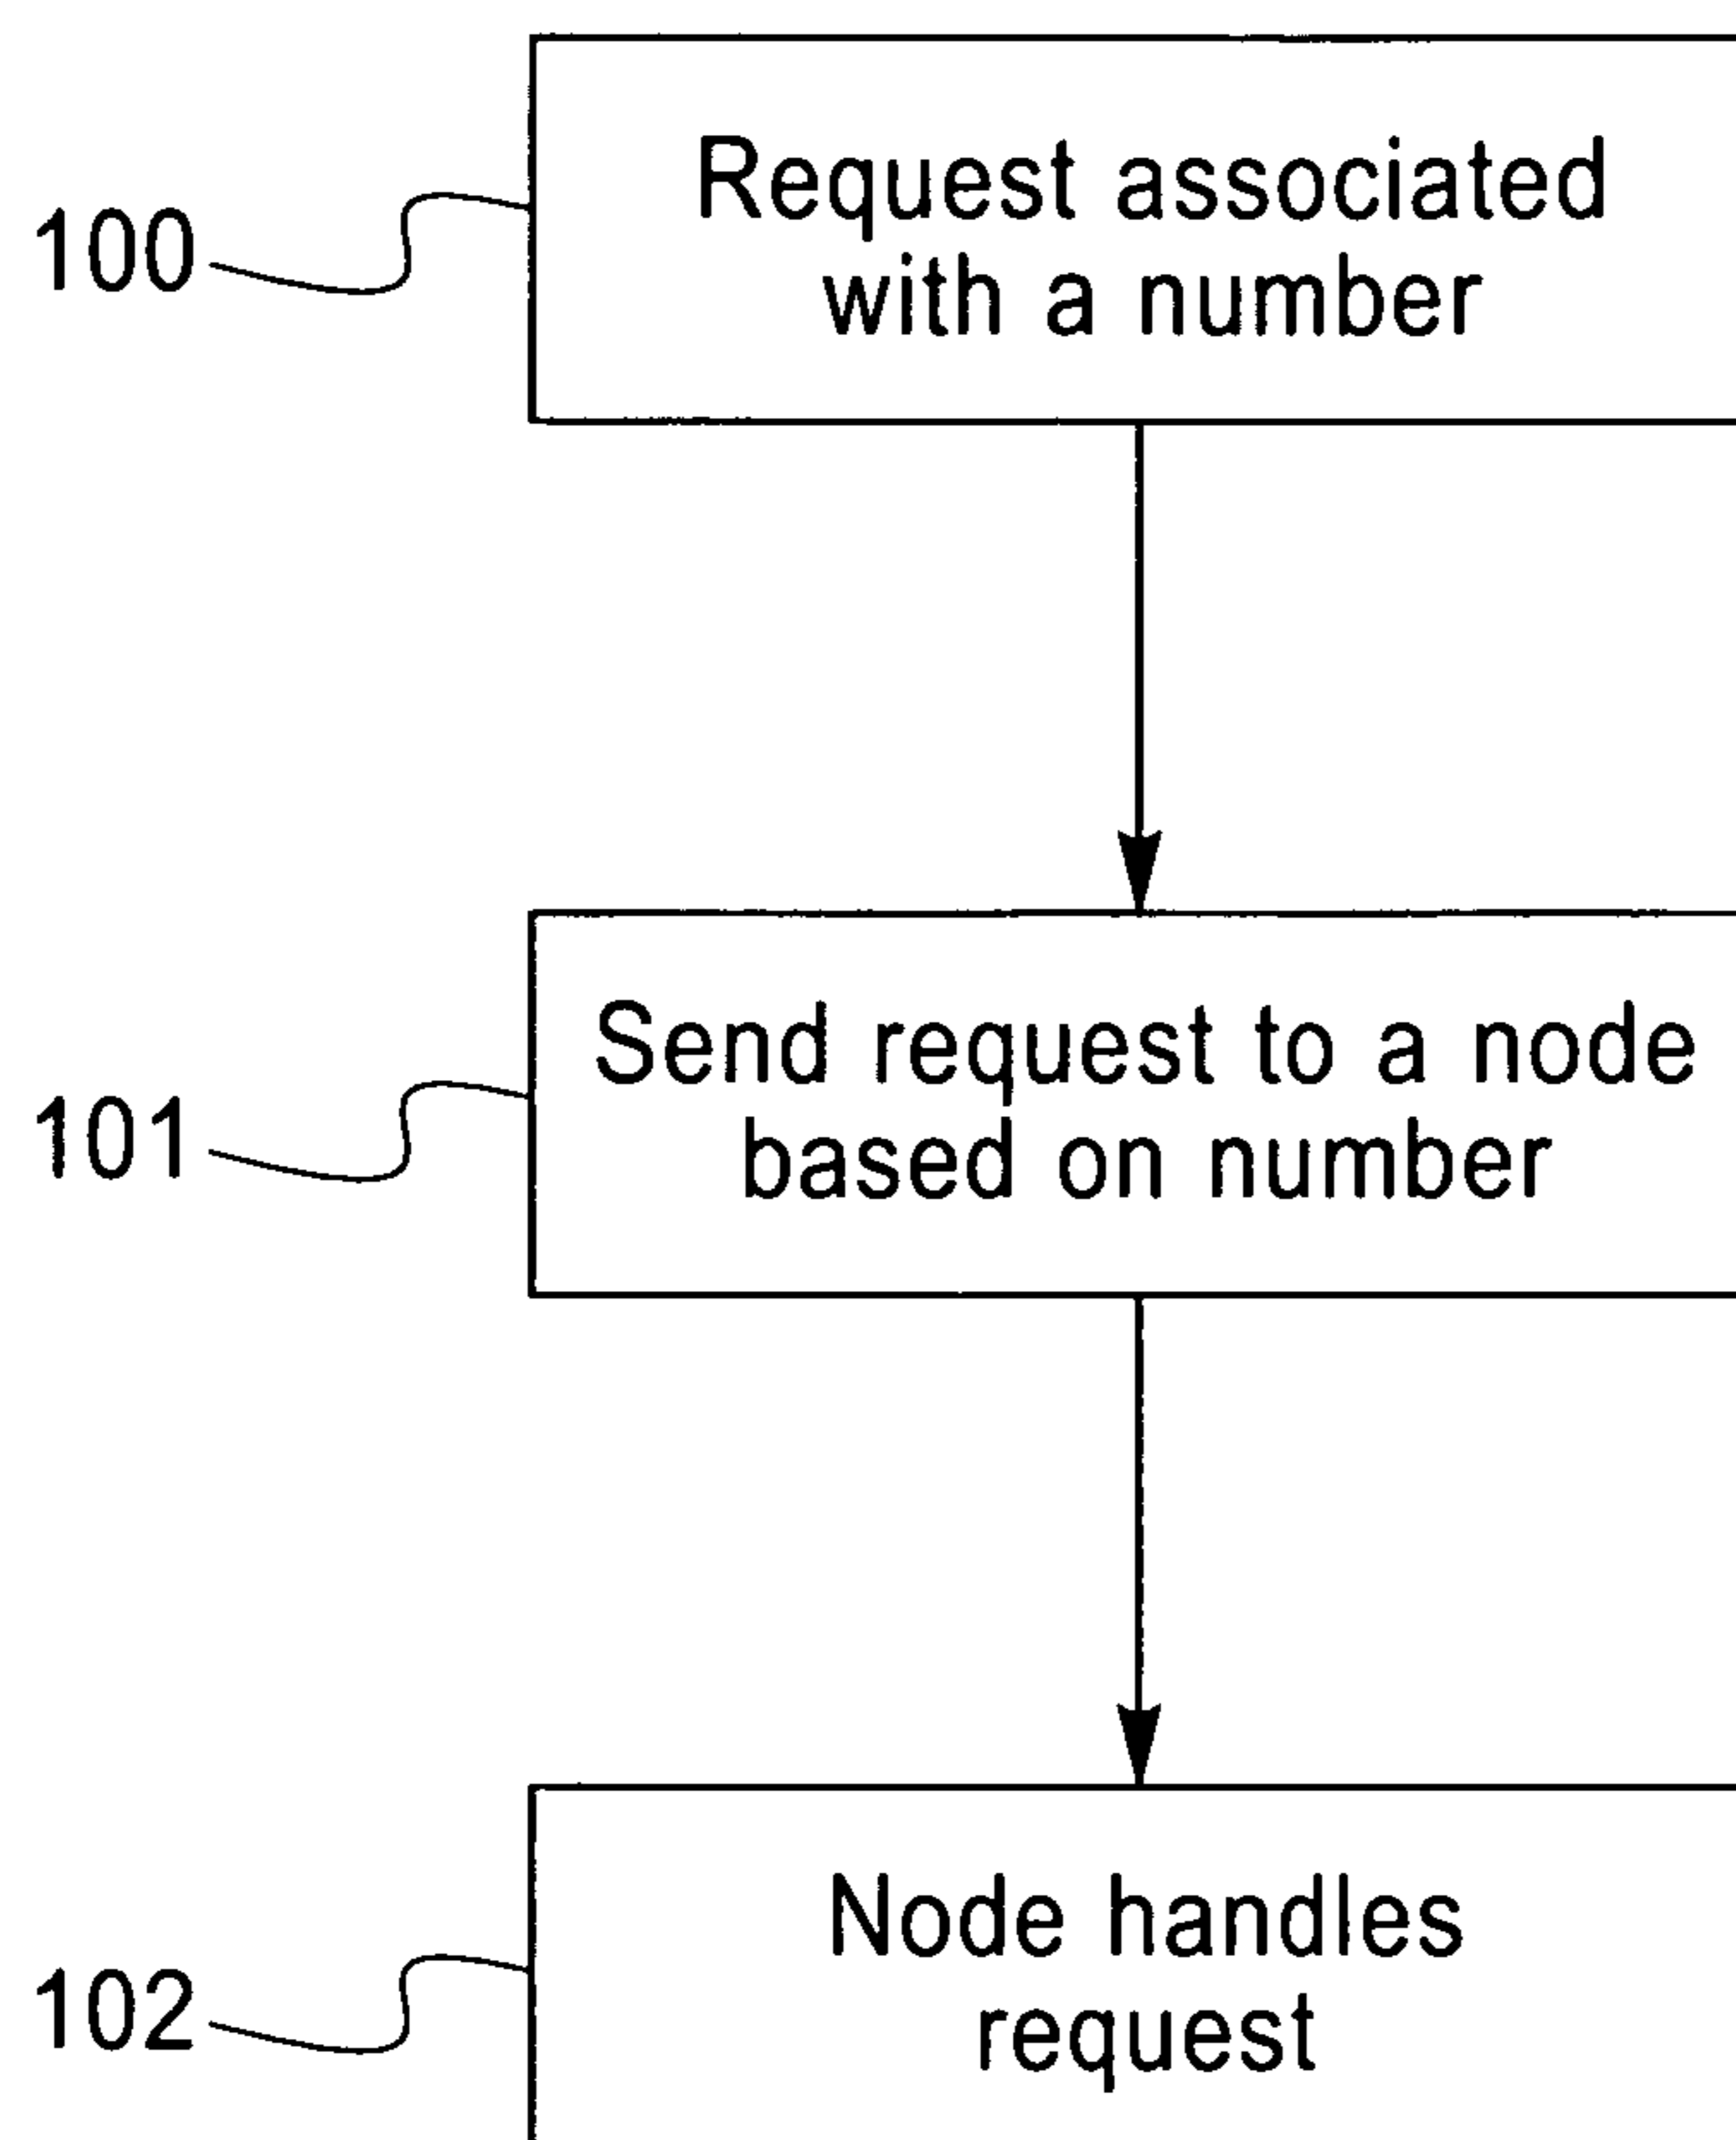 100
Request associated
with a number
101
Send request to a node
based on number
102
Node handles
request